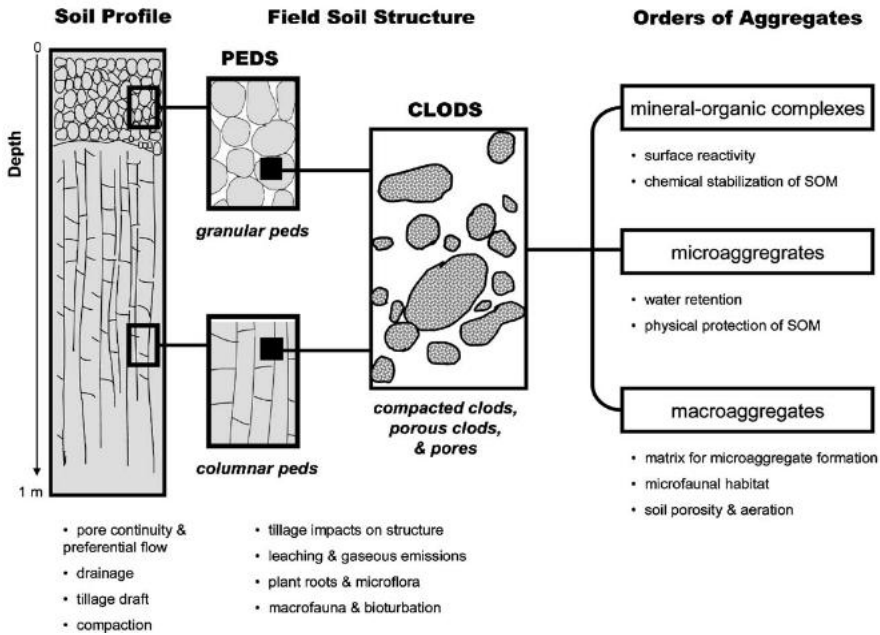 Soil Profile
Field Soil Structure
Orders of Aggregates
0
Depth
1 m
PEDS
granular peds
columnar peds
CLODS
compacted clods,
porous clods,
& pores
mineral-organic complexes
• surface reactivity
• chemical stabilization of SOM
microaggregrates
• water retention
• physical protection of SOM
macroaggregates
• matrix for microaggregate formation
• microfaunal habitat
• soil porosity & aeration
• pore continuity &
preferential flow
• drainage
• tillage draft
• compaction
• tillage impacts on structure
• leaching & gaseous emissions
• plant roots & microflora
• macrofauna & bioturbation